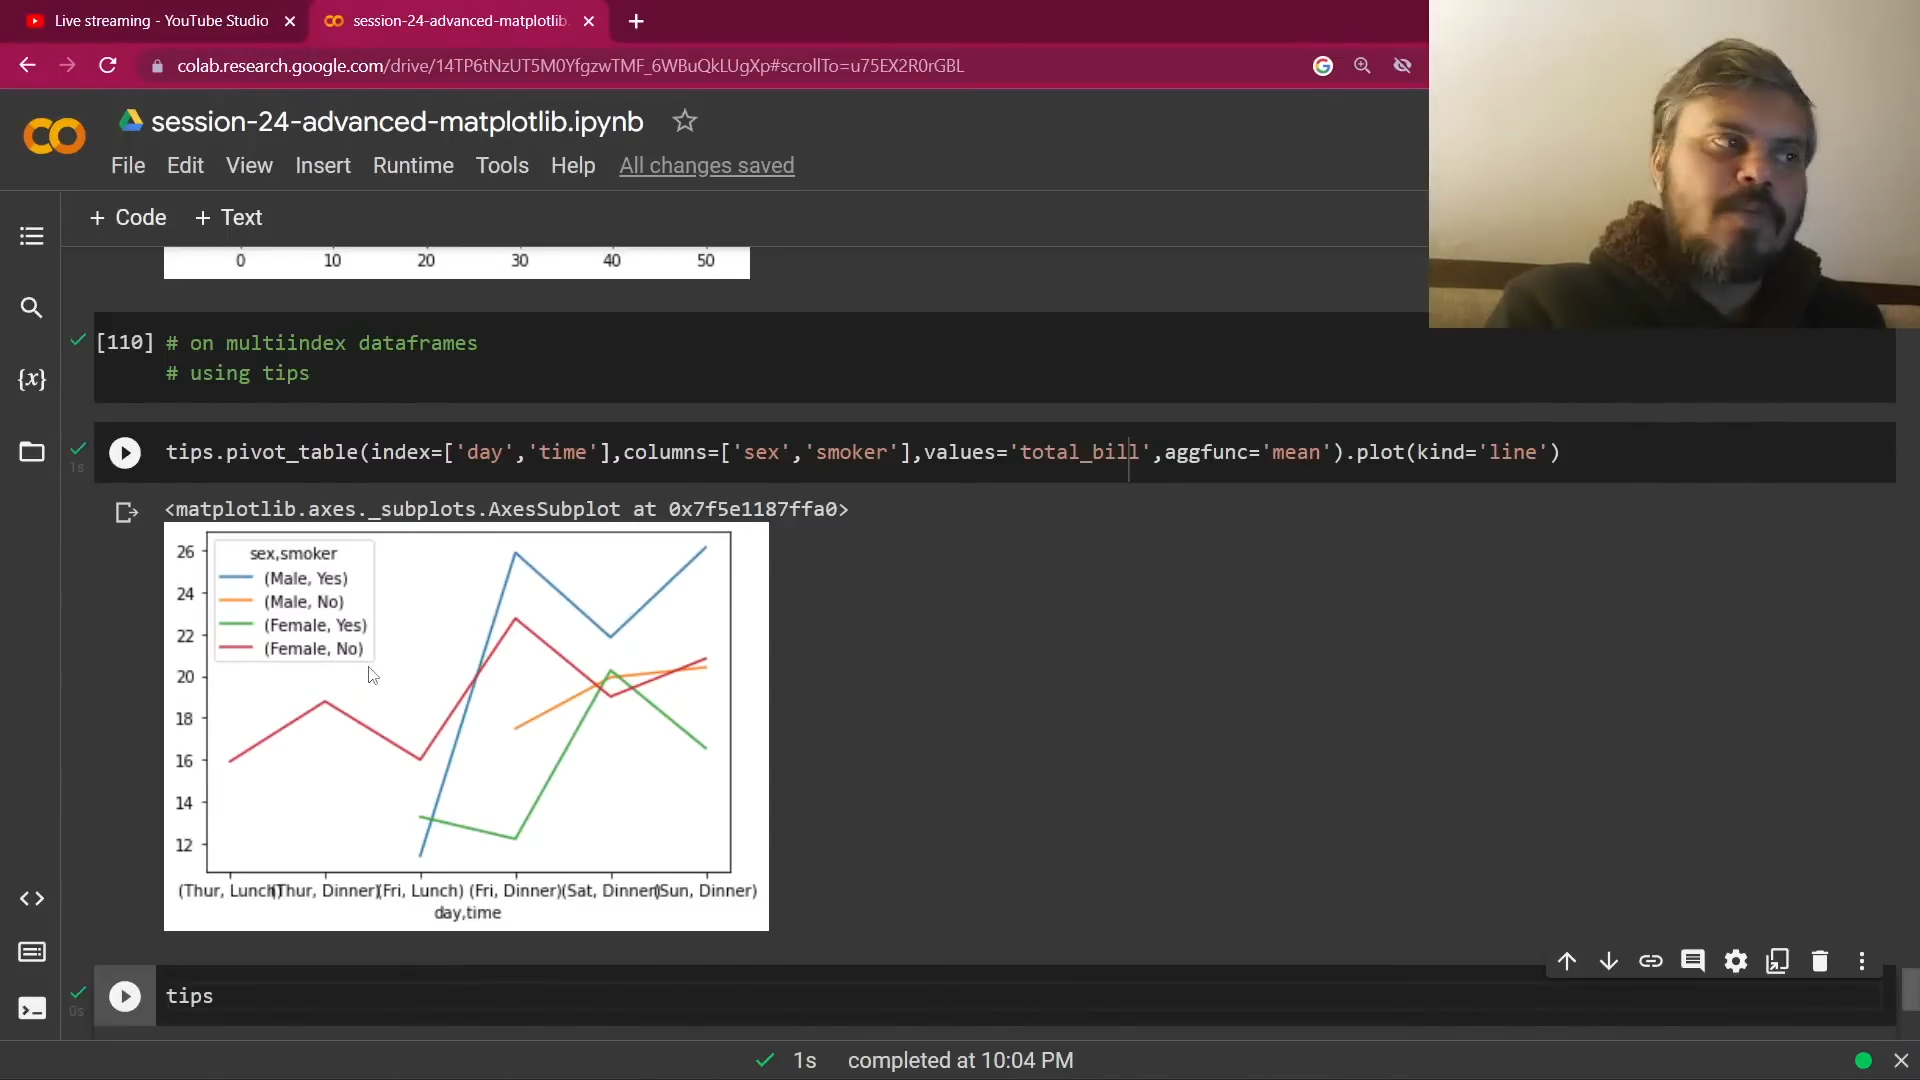 Live streaming - YouTube Studio
session-24-advanced-matplotlib.
colab.research.google.com/drive/14TP6tNzUT5M0YfgzwTMF_6WBuQkLUgXp#scrollTo=u75EX2R0rGBL
session-24-advanced-matplotlib.ipynb
File Edit View Insert Runtime Tools Help All changes saved
+ Code + Text
0 10 20 30 40 50
[110] # on multiindex dataframes
# using tips
tips.pivot_table(index=['day','time'],columns=['sex','smoker'],values='total_bill',aggfunc='mean').plot(kind='line')
1s
<matplotlib.axes._subplots.AxesSubplot at 0x7f5e1187ffa0>
sex,smoker
(Male, Yes)
(Male, No)
(Female, Yes)
(Female, No)
26
24
22
20
18
16
14
12
(Thur, Lunch) (Thur, Dinner) (Fri, Lunch) (Fri, Dinner) (Sat, Dinner) (Sun, Dinner)
day,time
tips
0s
1s completed at 10:04 PM